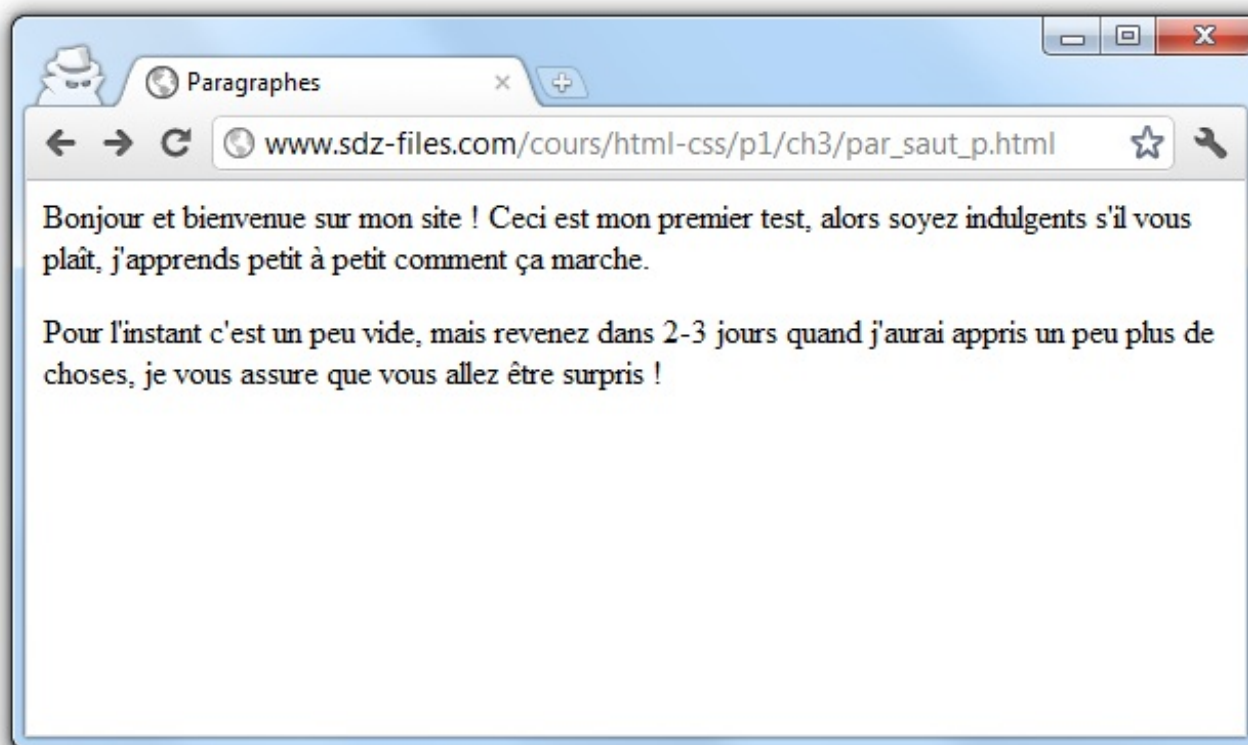 Paragraphes
www.sdz-files.com/cours/html-css/p1/ch3/par_saut_p.html
Bonjour et bienvenue sur mon site ! Ceci est mon premier test, alors soyez indulgents s'il vous
plaît, j'apprends petit à petit comment ça marche.
Pour l'instant c'est un peu vide, mais revenez dans 2-3 jours quand j'aurai appris un peu plus de
choses, je vous assure que vous allez être surpris !